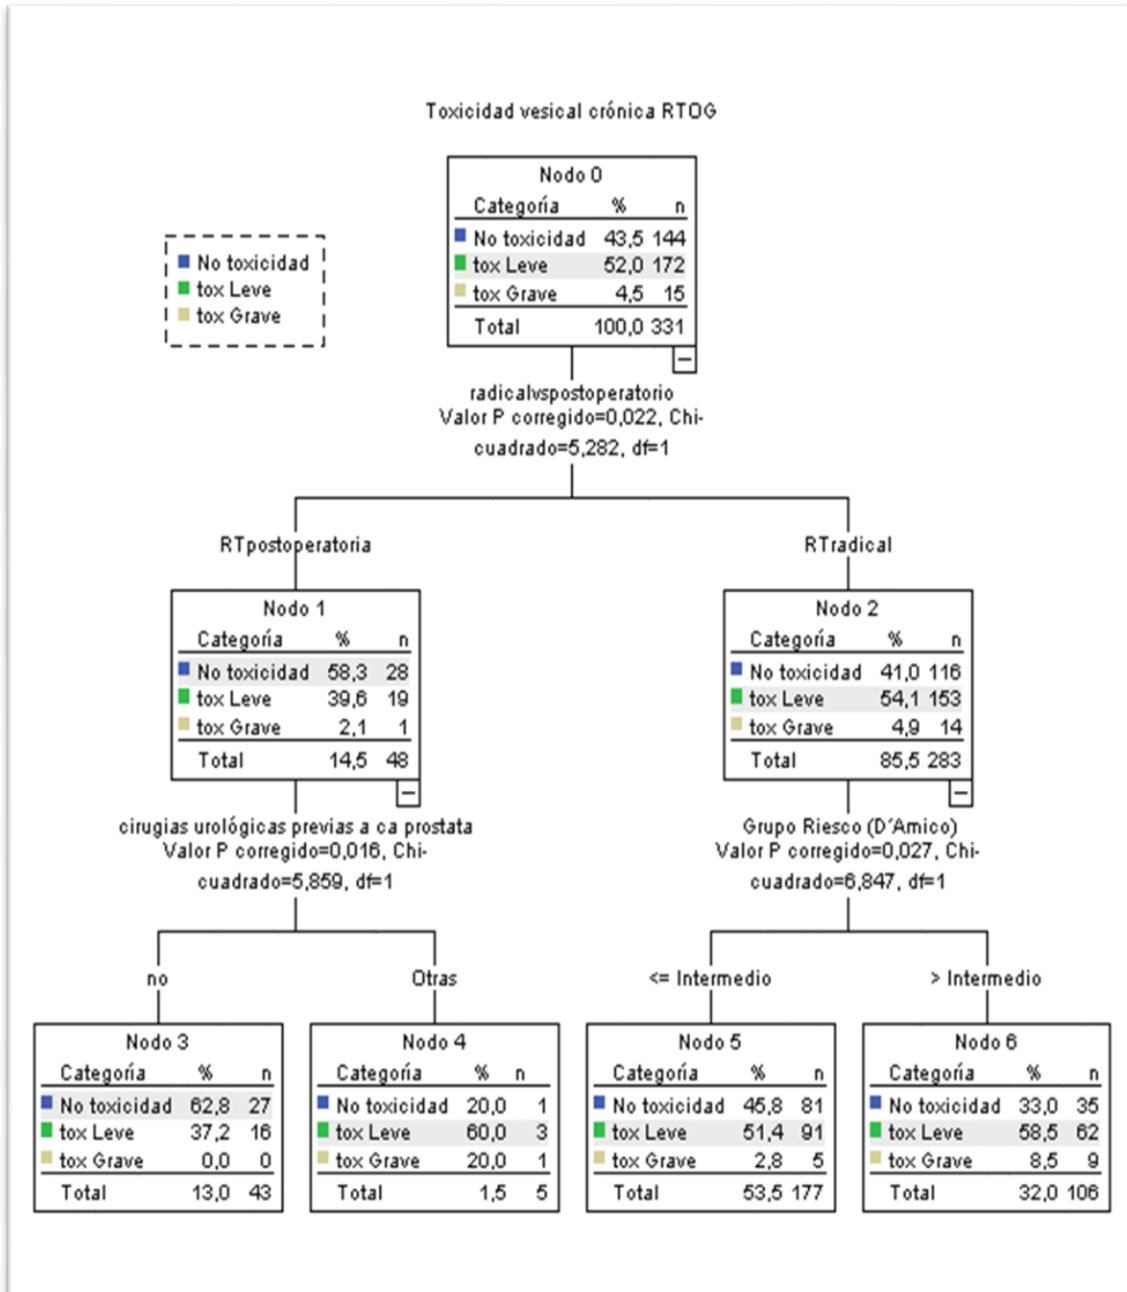 Toxicidad vesical crónica RTOG
Nodo 0
Categoría % n
No toxicidad 43,5 144
tox Leve 52,0 172
tox Grave 4,5 15
Total 100,0 331
No toxicidad
tox Leve
tox Grave
radicalvspostoperatorio
Valor P corregido=0,022, Chi-
cuadrado=5,282, df=1
RTpostoperatoria
RTradical
Nodo 1
Categoría % n
No toxicidad 58,3 28
tox Leve 39,6 19
tox Grave 2,1 1
Total 14,5 48
Nodo 2
Categoría % n
No toxicidad 41,0 116
tox Leve 54,1 153
tox Grave 4,9 14
Total 85,5 283
cirugias urológicas previas a ca prostata
Valor P corregido=0,016, Chi-
cuadrado=5,859, df=1
Grupo Riesco (D´Amico)
Valor P corregido=0,027, Chi-
cuadrado=6,847, df=1
no
Otras
<= Intermedio
> Intermedio
Nodo 3
Categoría % n
No toxicidad 62,8 27
tox Leve 37,2 16
tox Grave 0,0 0
Total 13,0 43
Nodo 4
Categoría % n
No toxicidad 20,0 1
tox Leve 60,0 3
tox Grave 20,0 1
Total 1,5 5
Nodo 5
Categoría % n
No toxicidad 45,8 81
tox Leve 51,4 91
tox Grave 2,8 5
Total 53,5 177
Nodo 6
Categoría % n
No toxicidad 33,0 35
tox Leve 58,5 62
tox Grave 8,5 9
Total 32,0 106